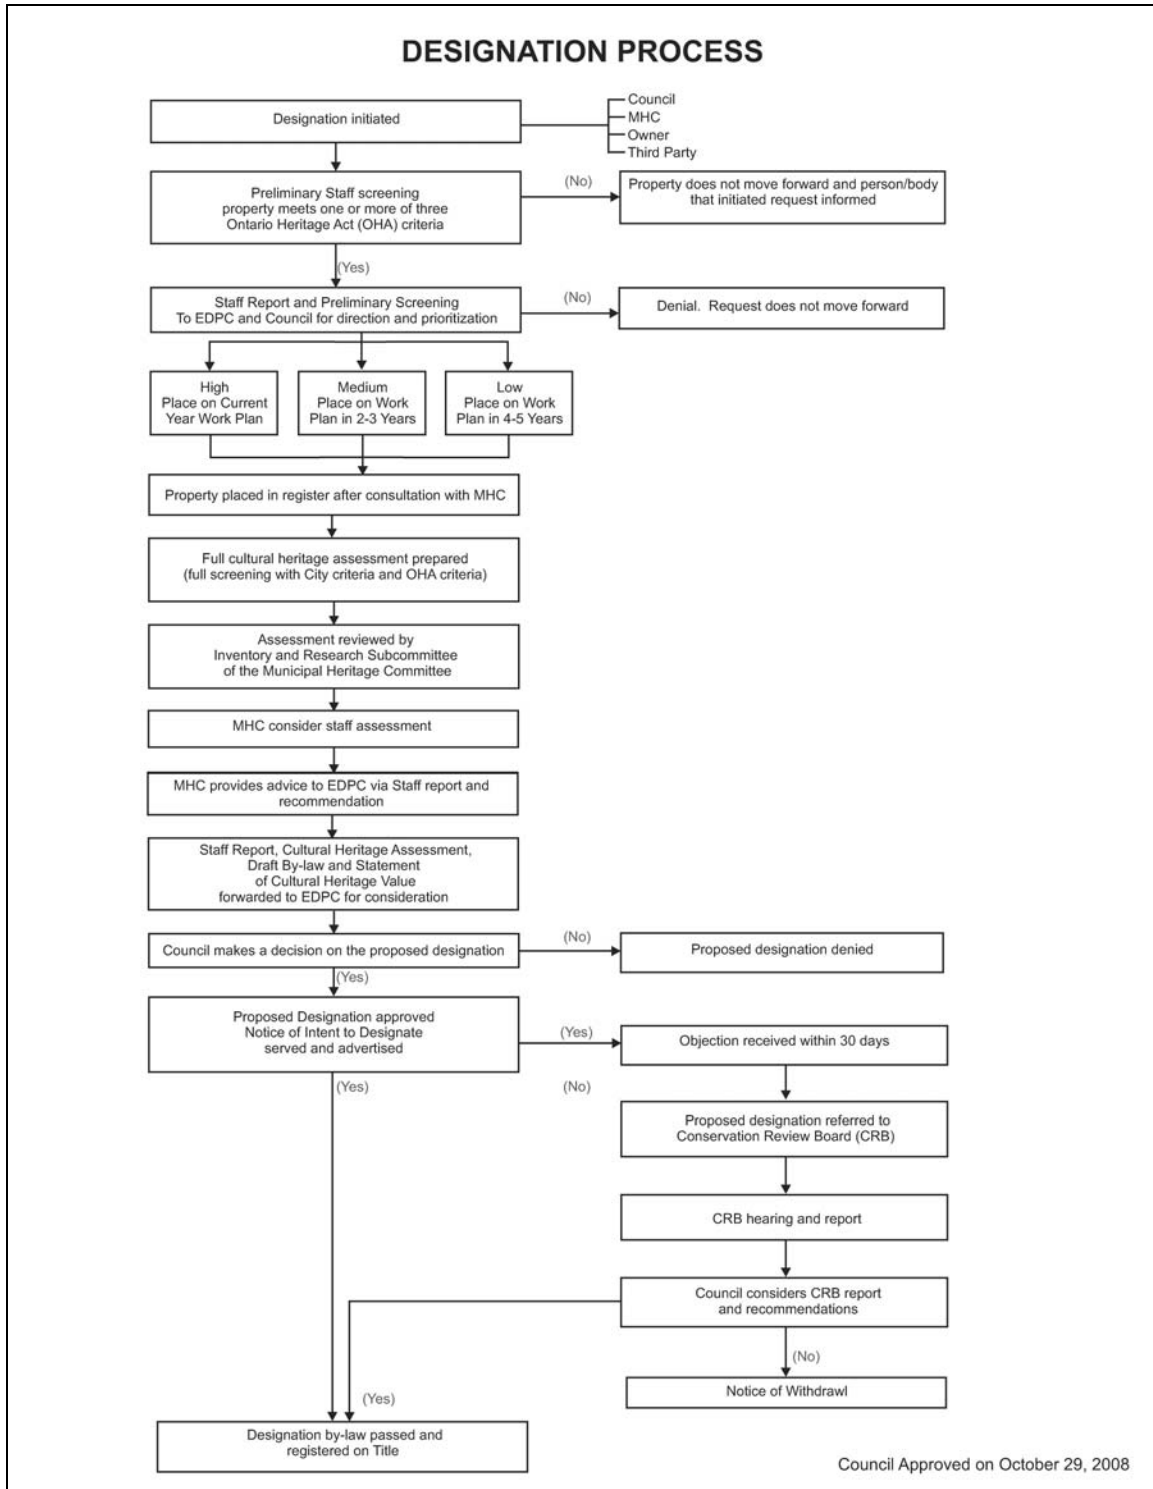 DESIGNATION PROCESS
Designation initiated
Council
MHC
Owner
Third Party
Preliminary Staff screening
property meets one or more of three
Ontario Heritage Act (OHA) criteria
(No)
Property does not move forward and person/body
that initiated request informed
(Yes)
Staff Report and Preliminary Screening
To EDPC and Council for direction and prioritization
(No)
Denial. Request does not move forward
High
Place on Current
Year Work Plan
Medium
Place on Work
Plan in 2-3 Years
Low
Place on Work
Plan in 4-5 Years
Property placed in register after consultation with MHC
Full cultural heritage assessment prepared
(full screening with City criteria and OHA criteria)
Assessment reviewed by
Inventory and Research Subcommittee
of the Municipal Heritage Committee
MHC consider staff assessment
MHC provides advice to EDPC via Staff report and
recommendation
Staff Report, Cultural Heritage Assessment,
Draft By-law and Statement
of Cultural Heritage Value
forwarded to EDPC for consideration
Council makes a decision on the proposed designation
(No)
Proposed designation denied
(Yes)
Proposed Designation approved
Notice of Intent to Designate
served and advertised
(Yes)
Objection received within 30 days
(Yes)
(No)
Proposed designation referred to
Conservation Review Board (CRB)
CRB hearing and report
Council considers CRB report
and recommendations
(No)
Notice of Withdrawl
(Yes)
Designation by-law passed and
registered on Title
Council Approved on October 29, 2008